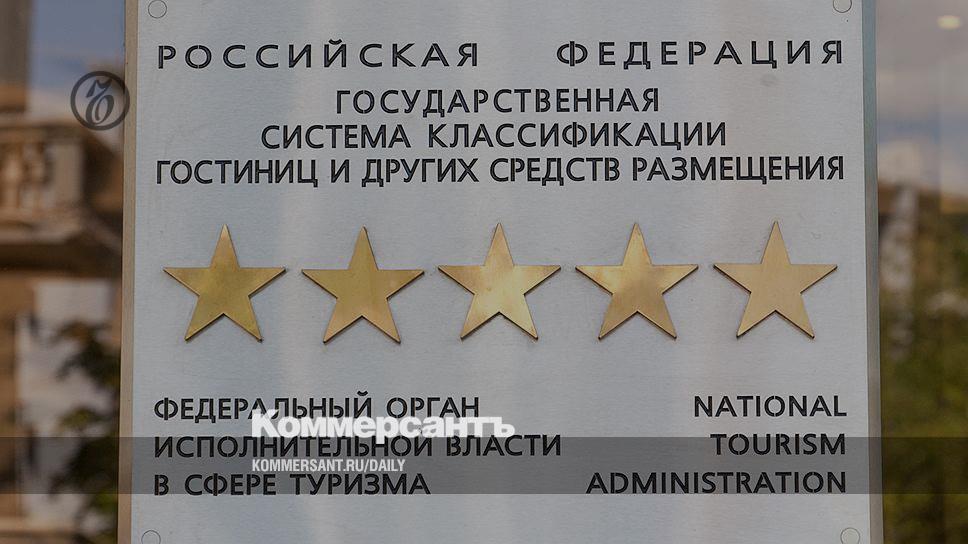 РОССИЙСКАЯ ФЕДЕРАЦИЯ
ГОСУДАРСТВЕННАЯ
СИСТЕМА КЛАССИФИКАЦИИ
ГОСТИНИЦ И ДРУГИХ СРЕДСТВ РАЗМЕЩЕНИЯ
ФЕДЕРАЛЬНЫЙ ОРГАН
ИСПОЛНИТЕЛЬНОЙ ВЛАСТИ
В СФЕРЕ ТУРИЗМА
NATIONAL
TOURISM
ADMINISTRATION
Коммерсантъ
KOMMERSANT.RU/DAILY
Ъ